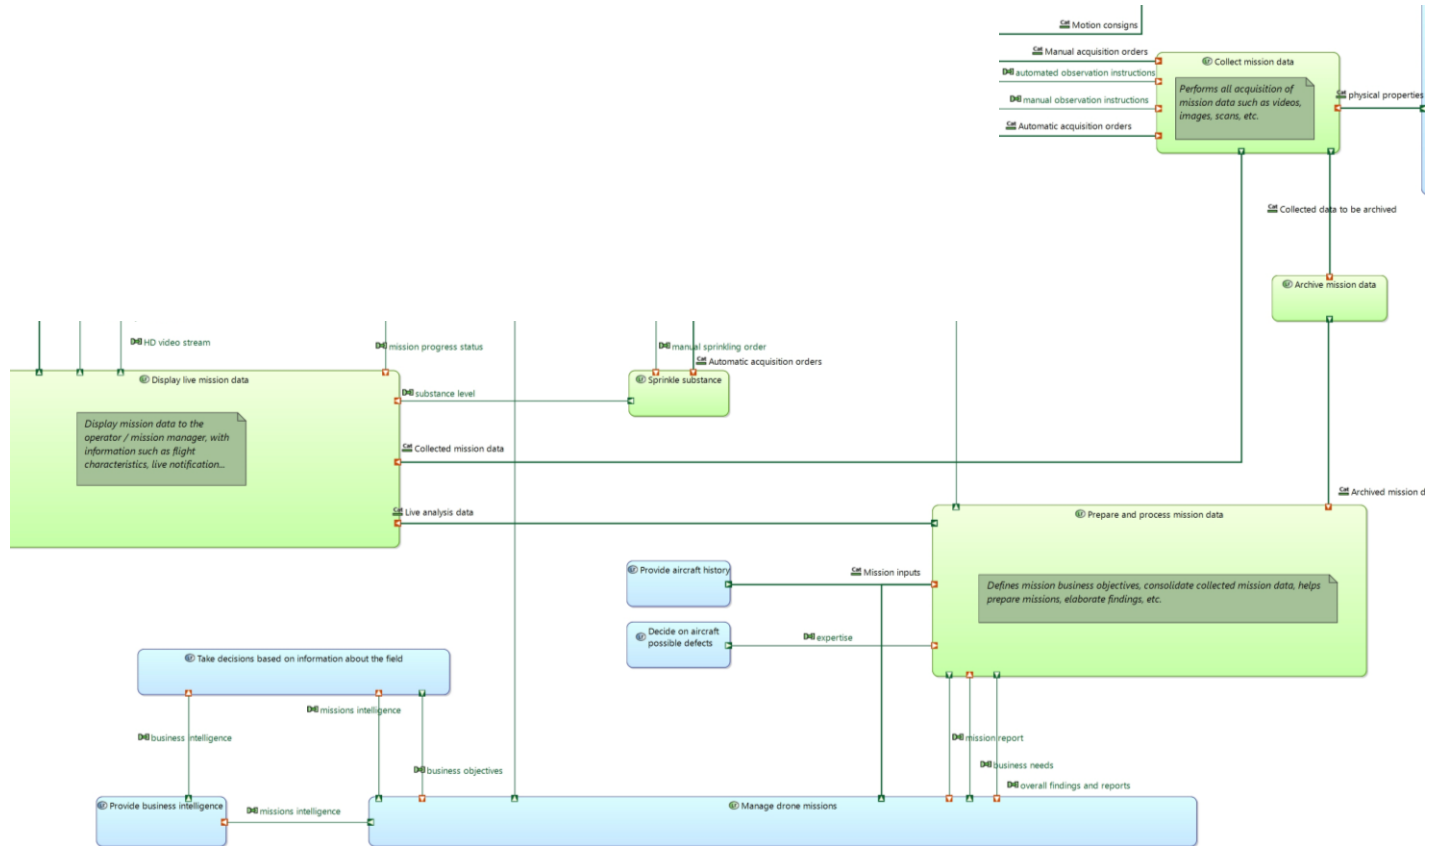 Motion consigns
Manual acquisition orders
automated observation instructions
manual observation instructions
Automatic acquisition orders
Collect mission data
Performs all acquisition of
mission data such as videos,
images, scans, etc.
physical properties
Collected data to be archived
Archive mission data
HD video stream
mission progress status
manual sprinkling order
Automatic acquisition orders
Display live mission data
Sprinkle substance
substance level
Display mission data to the
operator / mission manager, with
information such as flight
characteristics, live notification...
Collected mission data
Archived mission d
Live analysis data
Prepare and process mission data
Provide aircraft history
Mission inputs
Defines mission business objectives, consolidate collected mission data, helps
prepare missions, elaborate findings, etc.
Decide on aircraft
possible defects
expertise
Take decisions based on information about the field
missions intelligence
business intelligence
mission report
business needs
business objectives
overall findings and reports
Provide business intelligence
missions intelligence
Manage drone missions